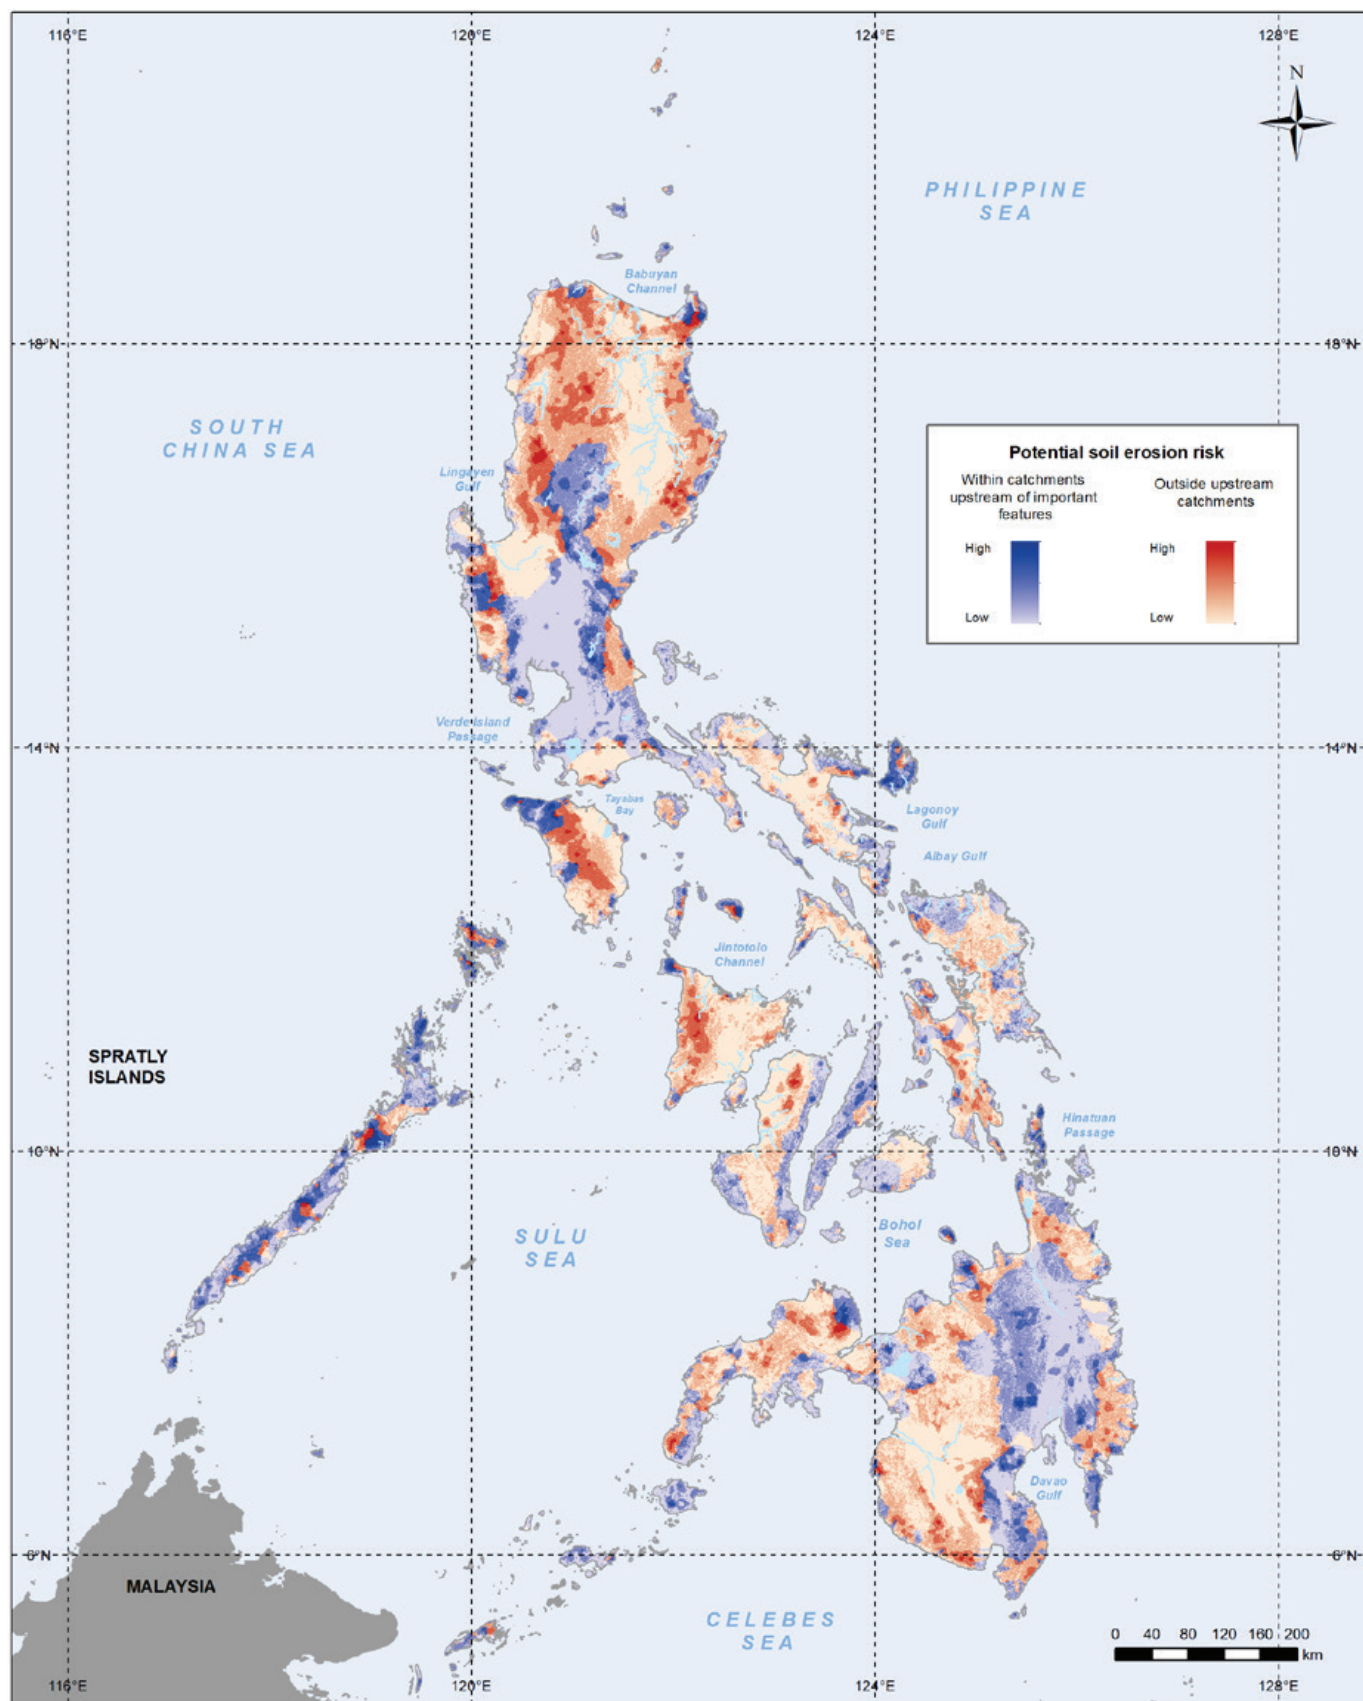 116°E
120°E
124°E
128°E
N
PHILIPPINE
SEA
Babuyan
Channel
18°N
18°N
SOUTH
CHINA SEA
Lingayen
Gulf
Potential soil erosion risk
Within catchments
upstream of important
features
Outside upstream
catchments
High
High
Low
Low
Verde Island
Passage
14°N
14°N
Tayabas
Bay
Lagonoy
Gulf
Albay Gulf
Jintotolo
Channel
SPRATLY
ISLANDS
Hinatuan
Passage
10°N
10°N
SULU
SEA
Bohol
Sea
Davao
Gulf
6°N
6°N
MALAYSIA
CELEBES
SEA
0 40 80 120 160 200
km
116°E
120°E
124°E
128°E